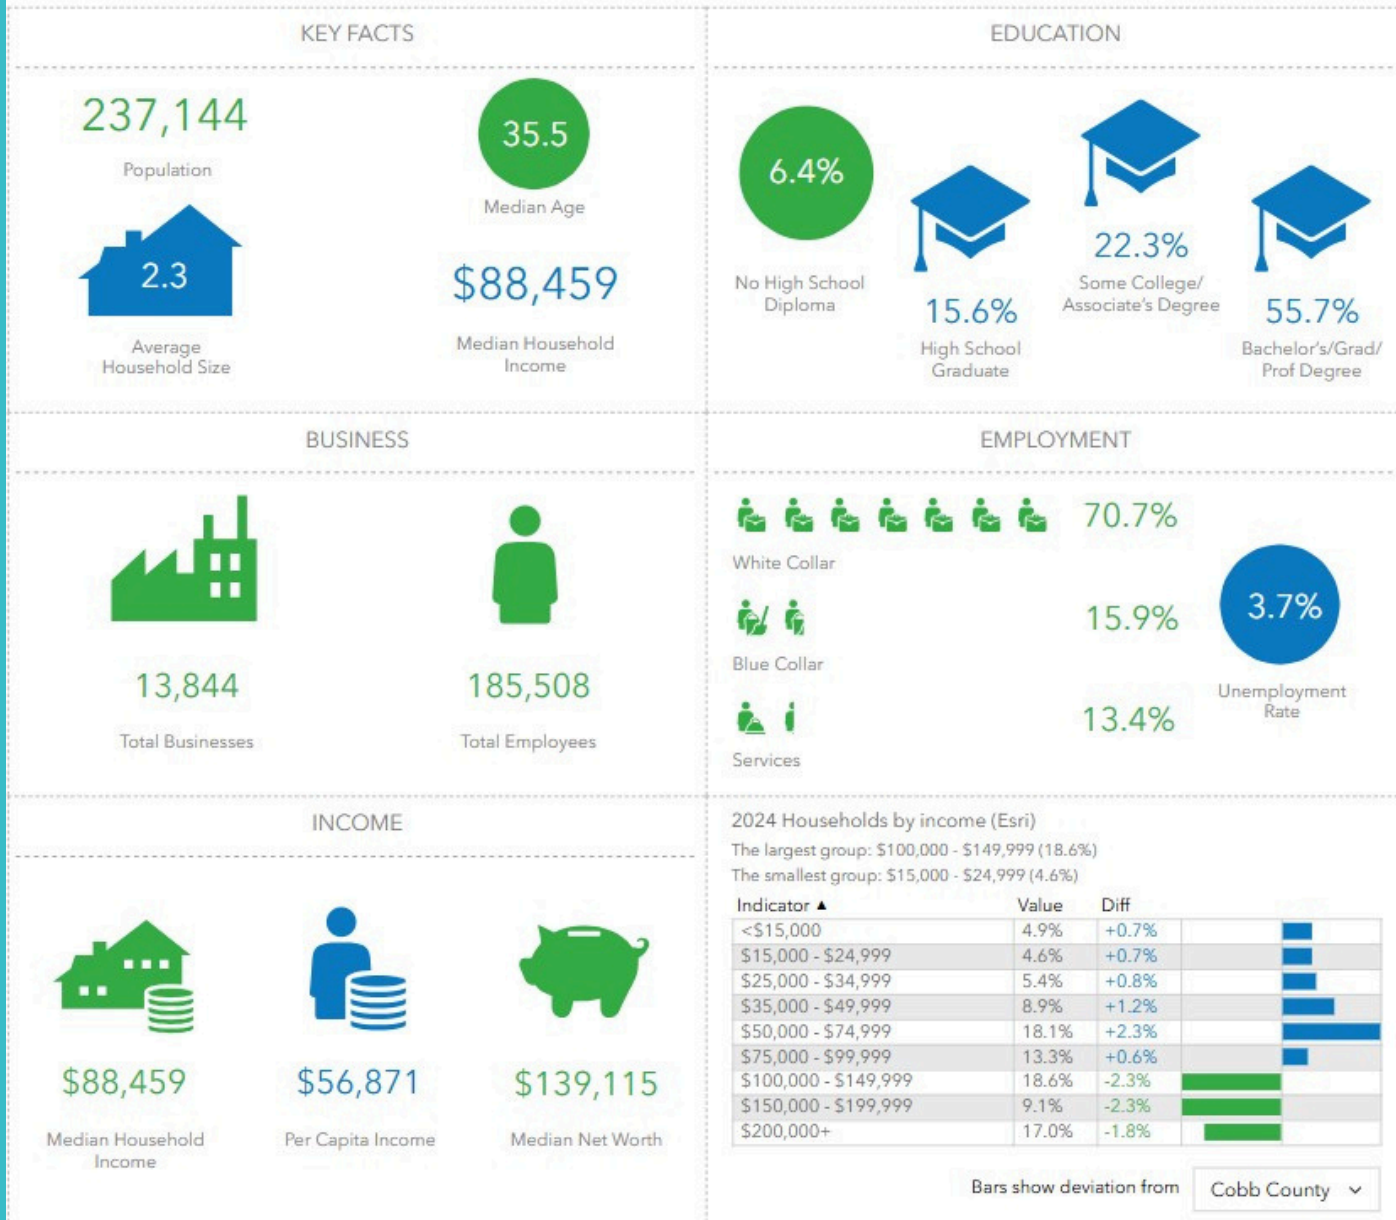 KEY FACTS
237,144
Population
35.5
Median Age
2.3
Average
Household Size
$88,459
Median Household
Income
EDUCATION
6.4%
No High School
Diploma
15.6%
High School
Graduate
22.3%
Some College/
Associate's Degree
55.7%
Bachelor's/Grad/
Prof Degree
BUSINESS
13,844
Total Businesses
185,508
Total Employees
EMPLOYMENT
70.7%
White Collar
15.9%
Blue Collar
13.4%
Services
3.7%
Unemployment
Rate
INCOME
$88,459
Median Household
Income
$56,871
Per Capita Income
$139,115
Median Net Worth
2024 Households by income (Esri)
The largest group: $100,000 - $149,999 (18.6%)
The smallest group: $15,000 - $24,999 (4.6%)
Indicator ▲ Value Diff
<$15,000 4.9% +0.7%
$15,000 - $24,999 4.6% +0.7%
$25,000 - $34,999 5.4% +0.8%
$35,000 - $49,999 8.9% +1.2%
$50,000 - $74,999 18.1% +2.3%
$75,000 - $99,999 13.3% +0.6%
$100,000 - $149,999 18.6% -2.3%
$150,000 - $199,999 9.1% -2.3%
$200,000+ 17.0% -1.8%
Bars show deviation from Cobb County